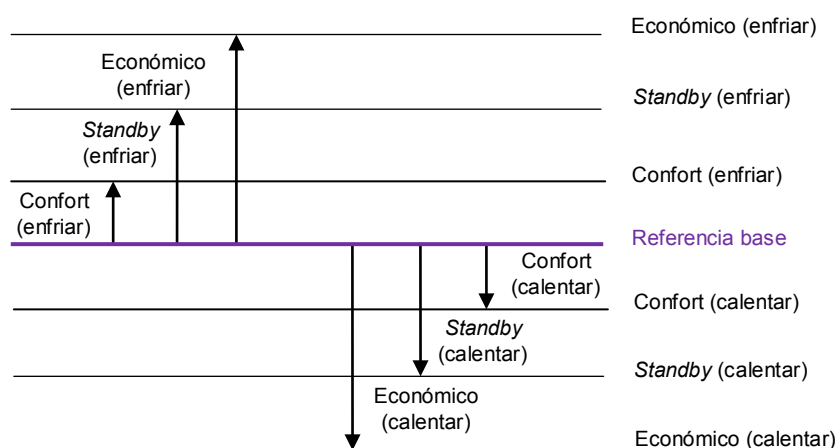 Económico (enfriar)
Económico
(enfriar)
Standby (enfriar)
Standby
(enfriar)
Confort (enfriar)
Confort
(enfriar)
Referencia base
Confort
(calentar)
Confort (calentar)
Standby
(calentar)
Standby (calentar)
Económico
(calentar)
Económico (calentar)